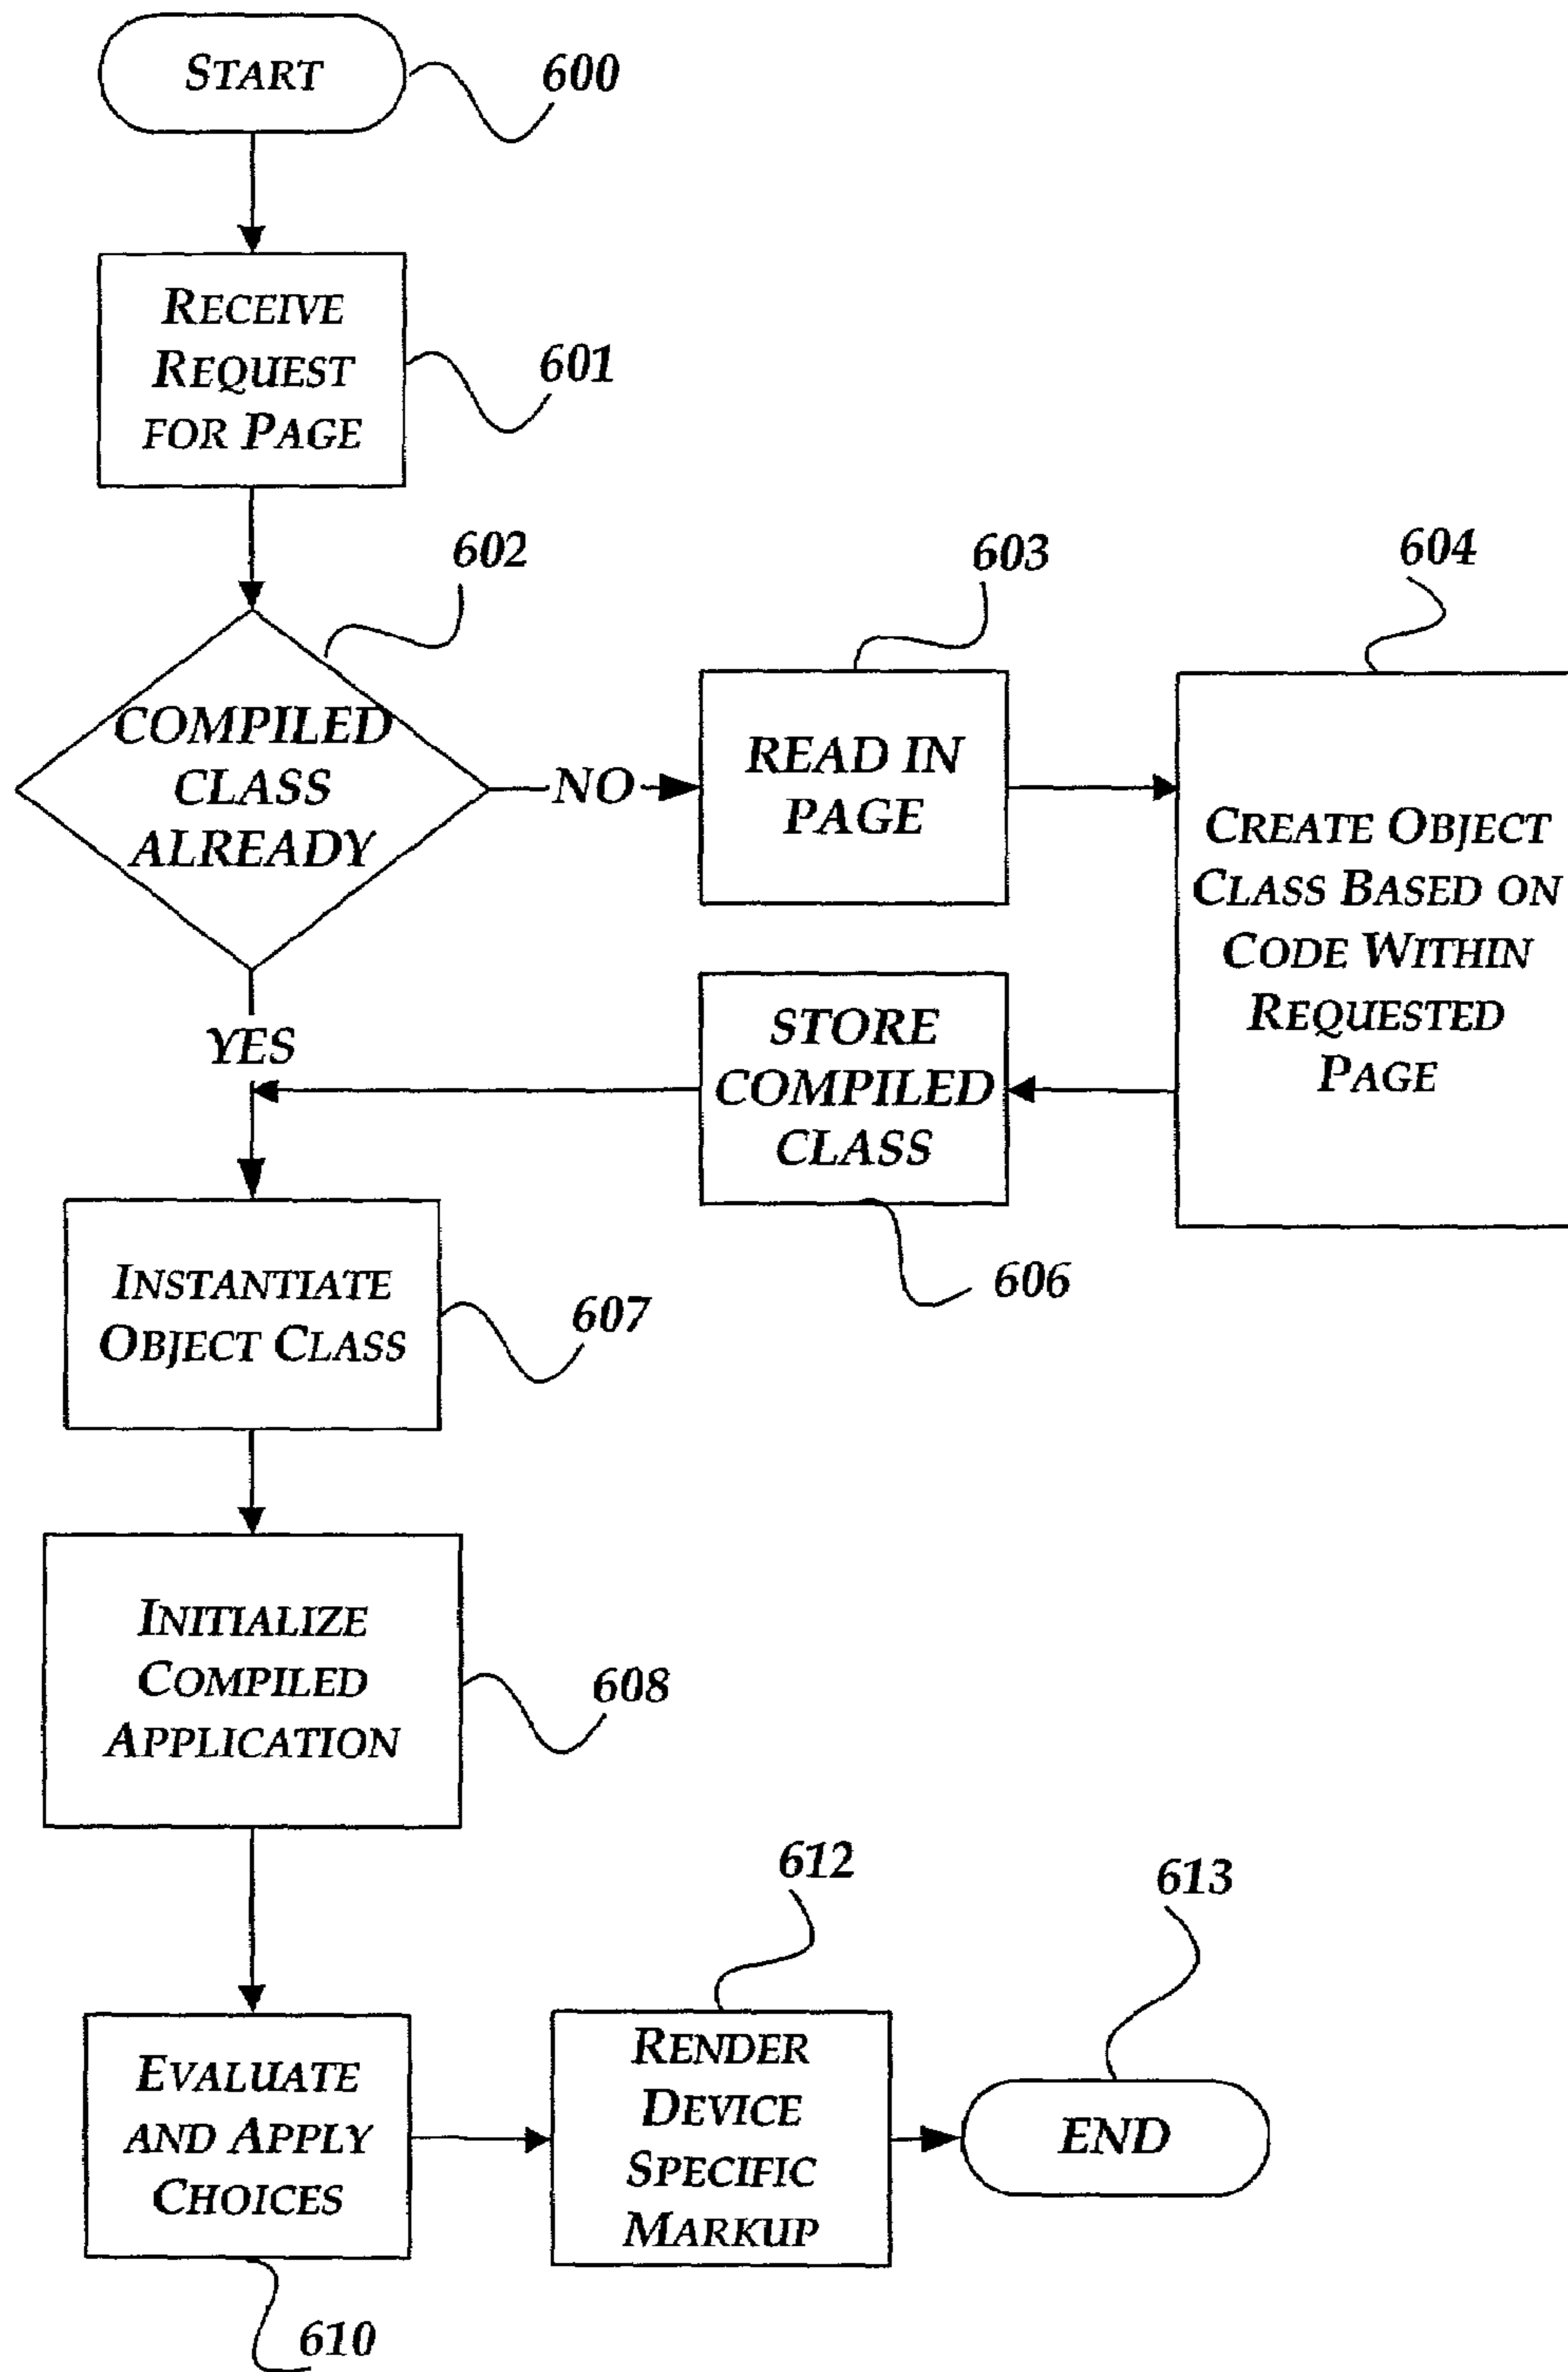 START
600
RECEIVE
REQUEST
FOR PAGE
601
602
COMPILED
CLASS
ALREADY
NO
YES
603
READ IN
PAGE
604
CREATE OBJECT
CLASS BASED ON
CODE WITHIN
REQUESTED
PAGE
STORE
COMPILED
CLASS
606
INSTANTIATE
OBJECT CLASS
607
INITIALIZE
COMPILED
APPLICATION
608
EVALUATE
AND APPLY
CHOICES
610
612
RENDER
DEVICE
SPECIFIC
MARKUP
613
END